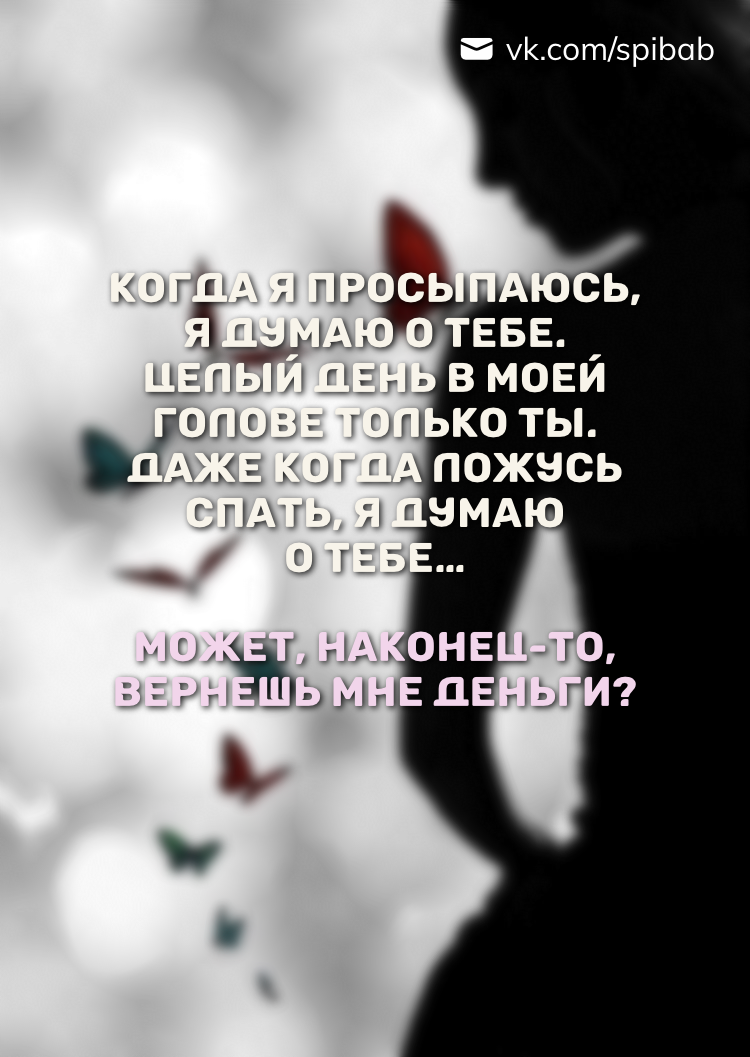 vk.com/spibab
КОГДА Я ПРОСЫПАЮСЬ,
Я ДУМАЮ О ТЕБЕ.
ЦЕЛЫЙ ДЕНЬ В МОЕЙ
ГОЛОВЕ ТОЛЬКО ТЫ.
ДАЖЕ КОГДА ЛОЖУСЬ
СПАТЬ, Я ДУМАЮ
О ТЕБЕ...
МОЖЕТ, НАКОНЕЦ-ТО,
ВЕРНЕШЬ МНЕ ДЕНЬГИ?